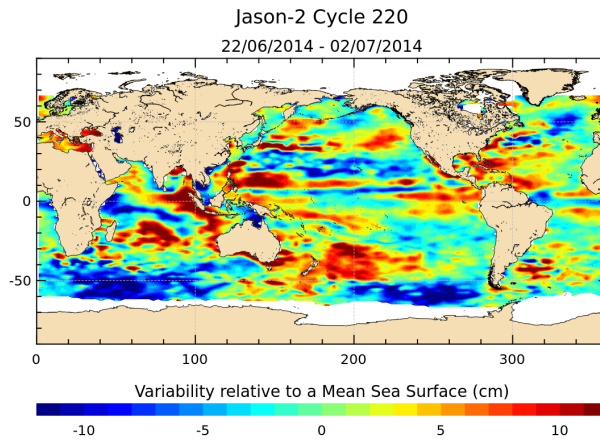 Jason-2 Cycle 220
22/06/2014 - 02/07/2014
50
0
-50
0 100 200 300
Variability relative to a Mean Sea Surface (cm)
-10 -5 0 5 10